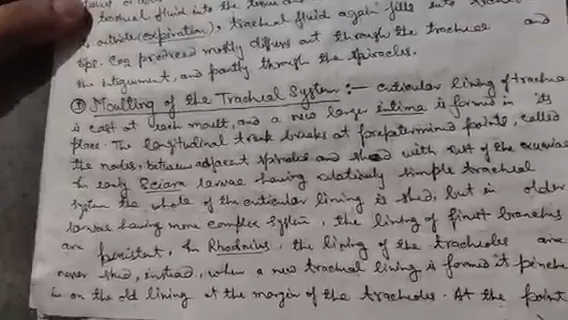 tracheal fluid into the tissue and
outside (expiration), tracheal fluid again fills into
tips. CO2 produced mostly diffuses out through the tracheae and
the integument, and partly through the spiracles.
Moulting of the Tracheal System :- cuticular lining of trachea
is cast at each moult, and a new larger intima is formed in its
place. The longitudinal trunk breaks at predetermined points, called
the nodes, between adjacent spiracles and shed with rest of the exuviae
In early Sciara larvae having relatively simple tracheal
System the whole of the cuticular lining is shed, but in older
larvae having more complex System, the lining of finest branches
are persistent. In Rhodnius, the lining of the tracheoles are
never shed, instead, when a new tracheal lining is formed it pinches
in on the old lining at the margin of the tracheoles. At the point